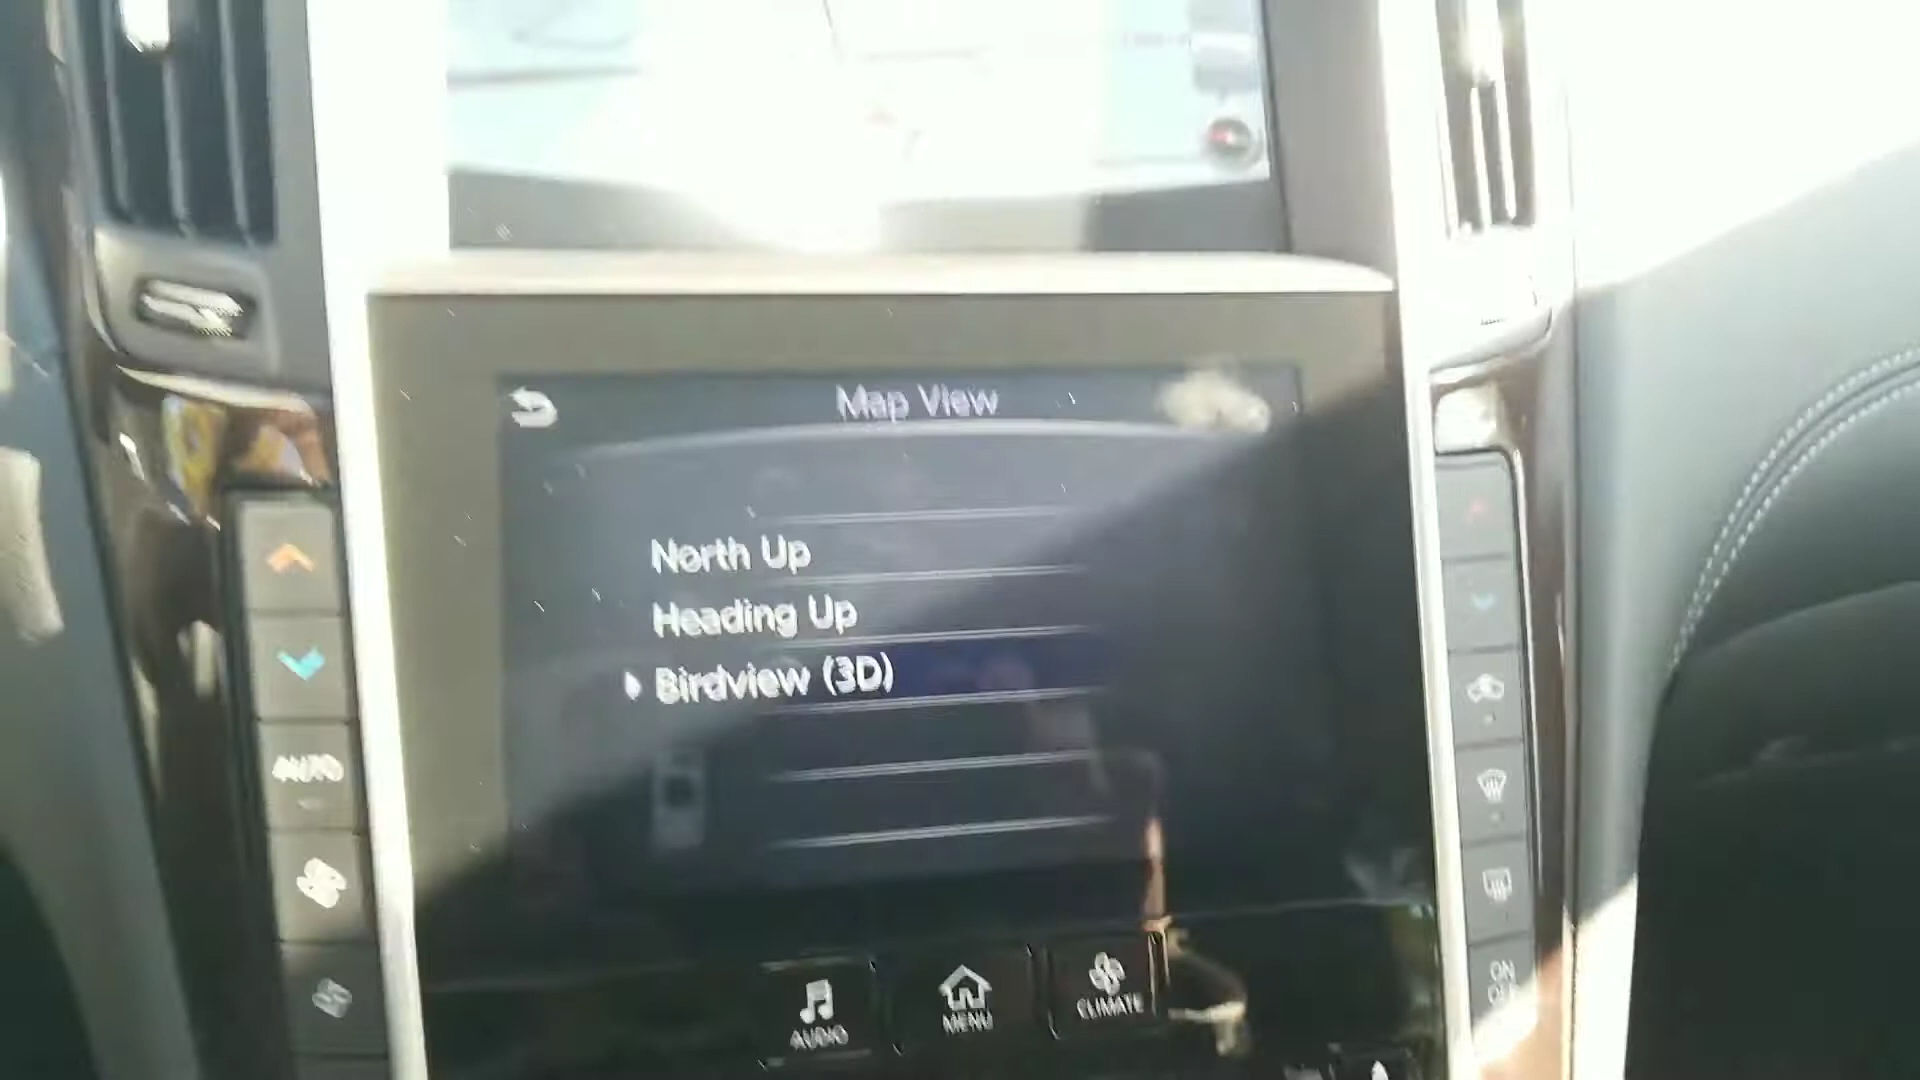 Map View
North Up
Heading Up
Birdview (3D)
AUTO
AUDIO
MENU
CLIMATE
ON
OFF